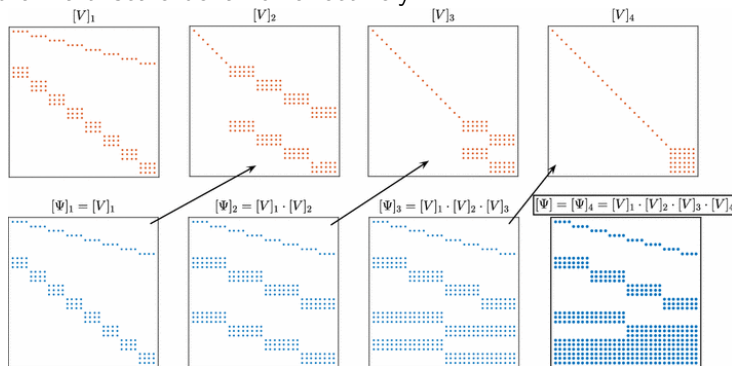 [V]₁ [V]₂ [V]₃ [V]₄
[Ψ]₁ = [V]₁ [Ψ]₂ = [V]₁ · [V]₂ [Ψ]₃ = [V]₁ · [V]₂ · [V]₃ [Ψ] = [Ψ]₄ = [V]₁ · [V]₂ · [V]₃ · [V]₄